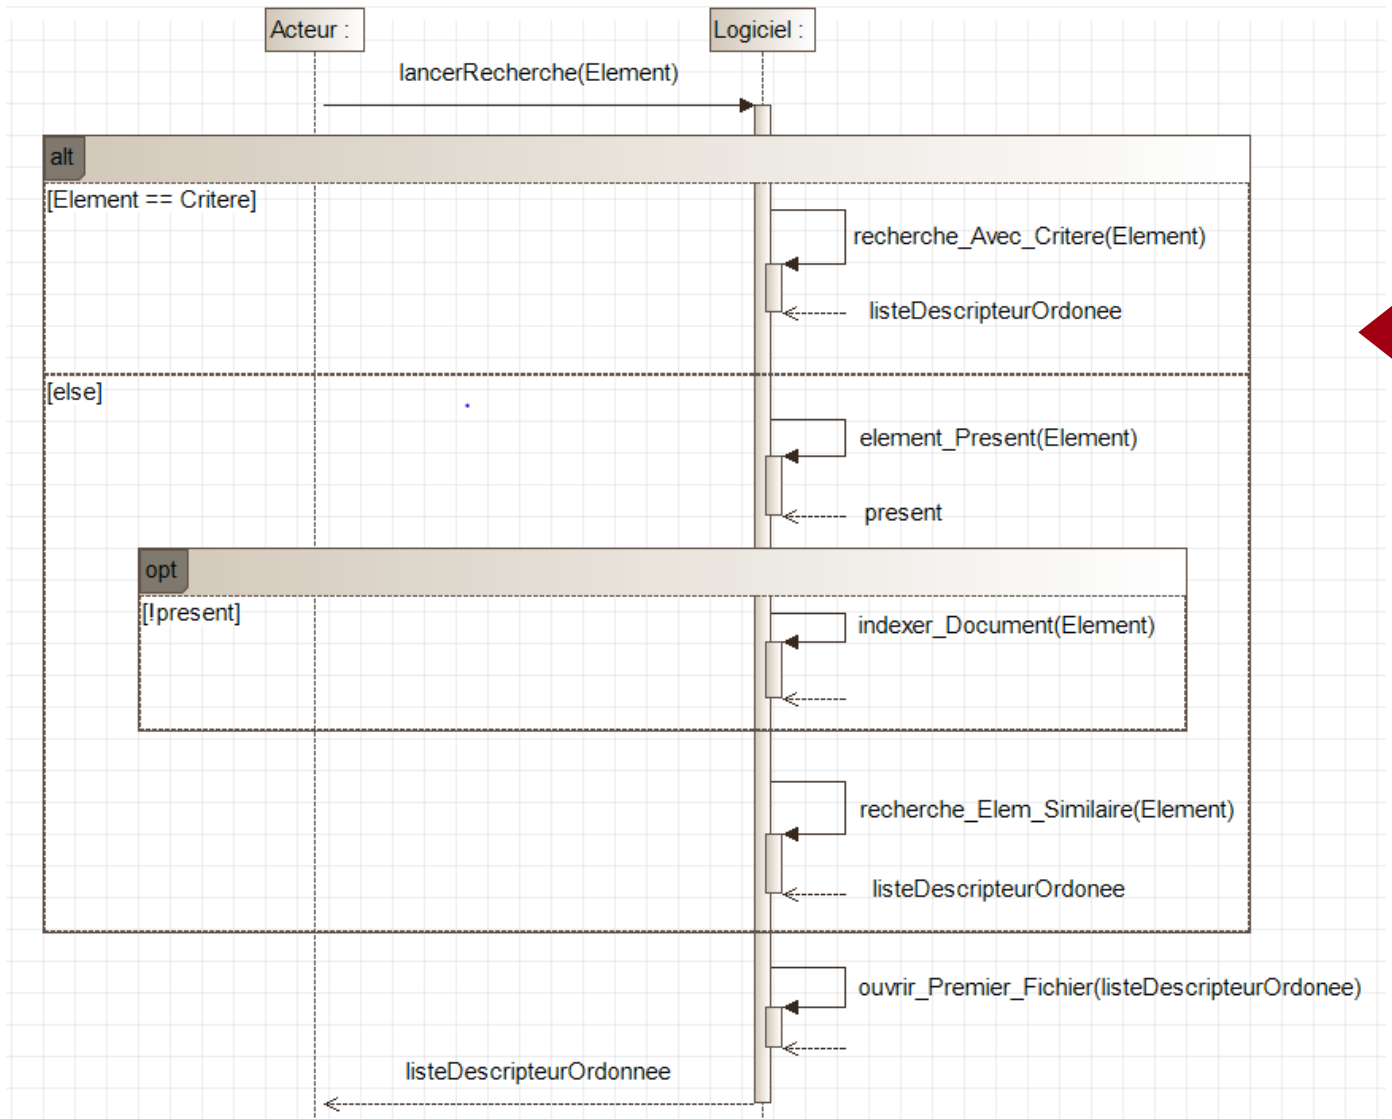 Acteur :
Logiciel :
lancerRecherche(Element)
alt
[Element == Critere]
recherche_Avec_Critere(Element)
listeDescripteurOrdonee
[else]
element_Present(Element)
present
opt
[!present]
indexer_Document(Element)
recherche_Elem_Similaire(Element)
listeDescripteurOrdonee
ouvrir_Premier_Fichier(listeDescripteurOrdonee)
listeDescripteurOrdonnee